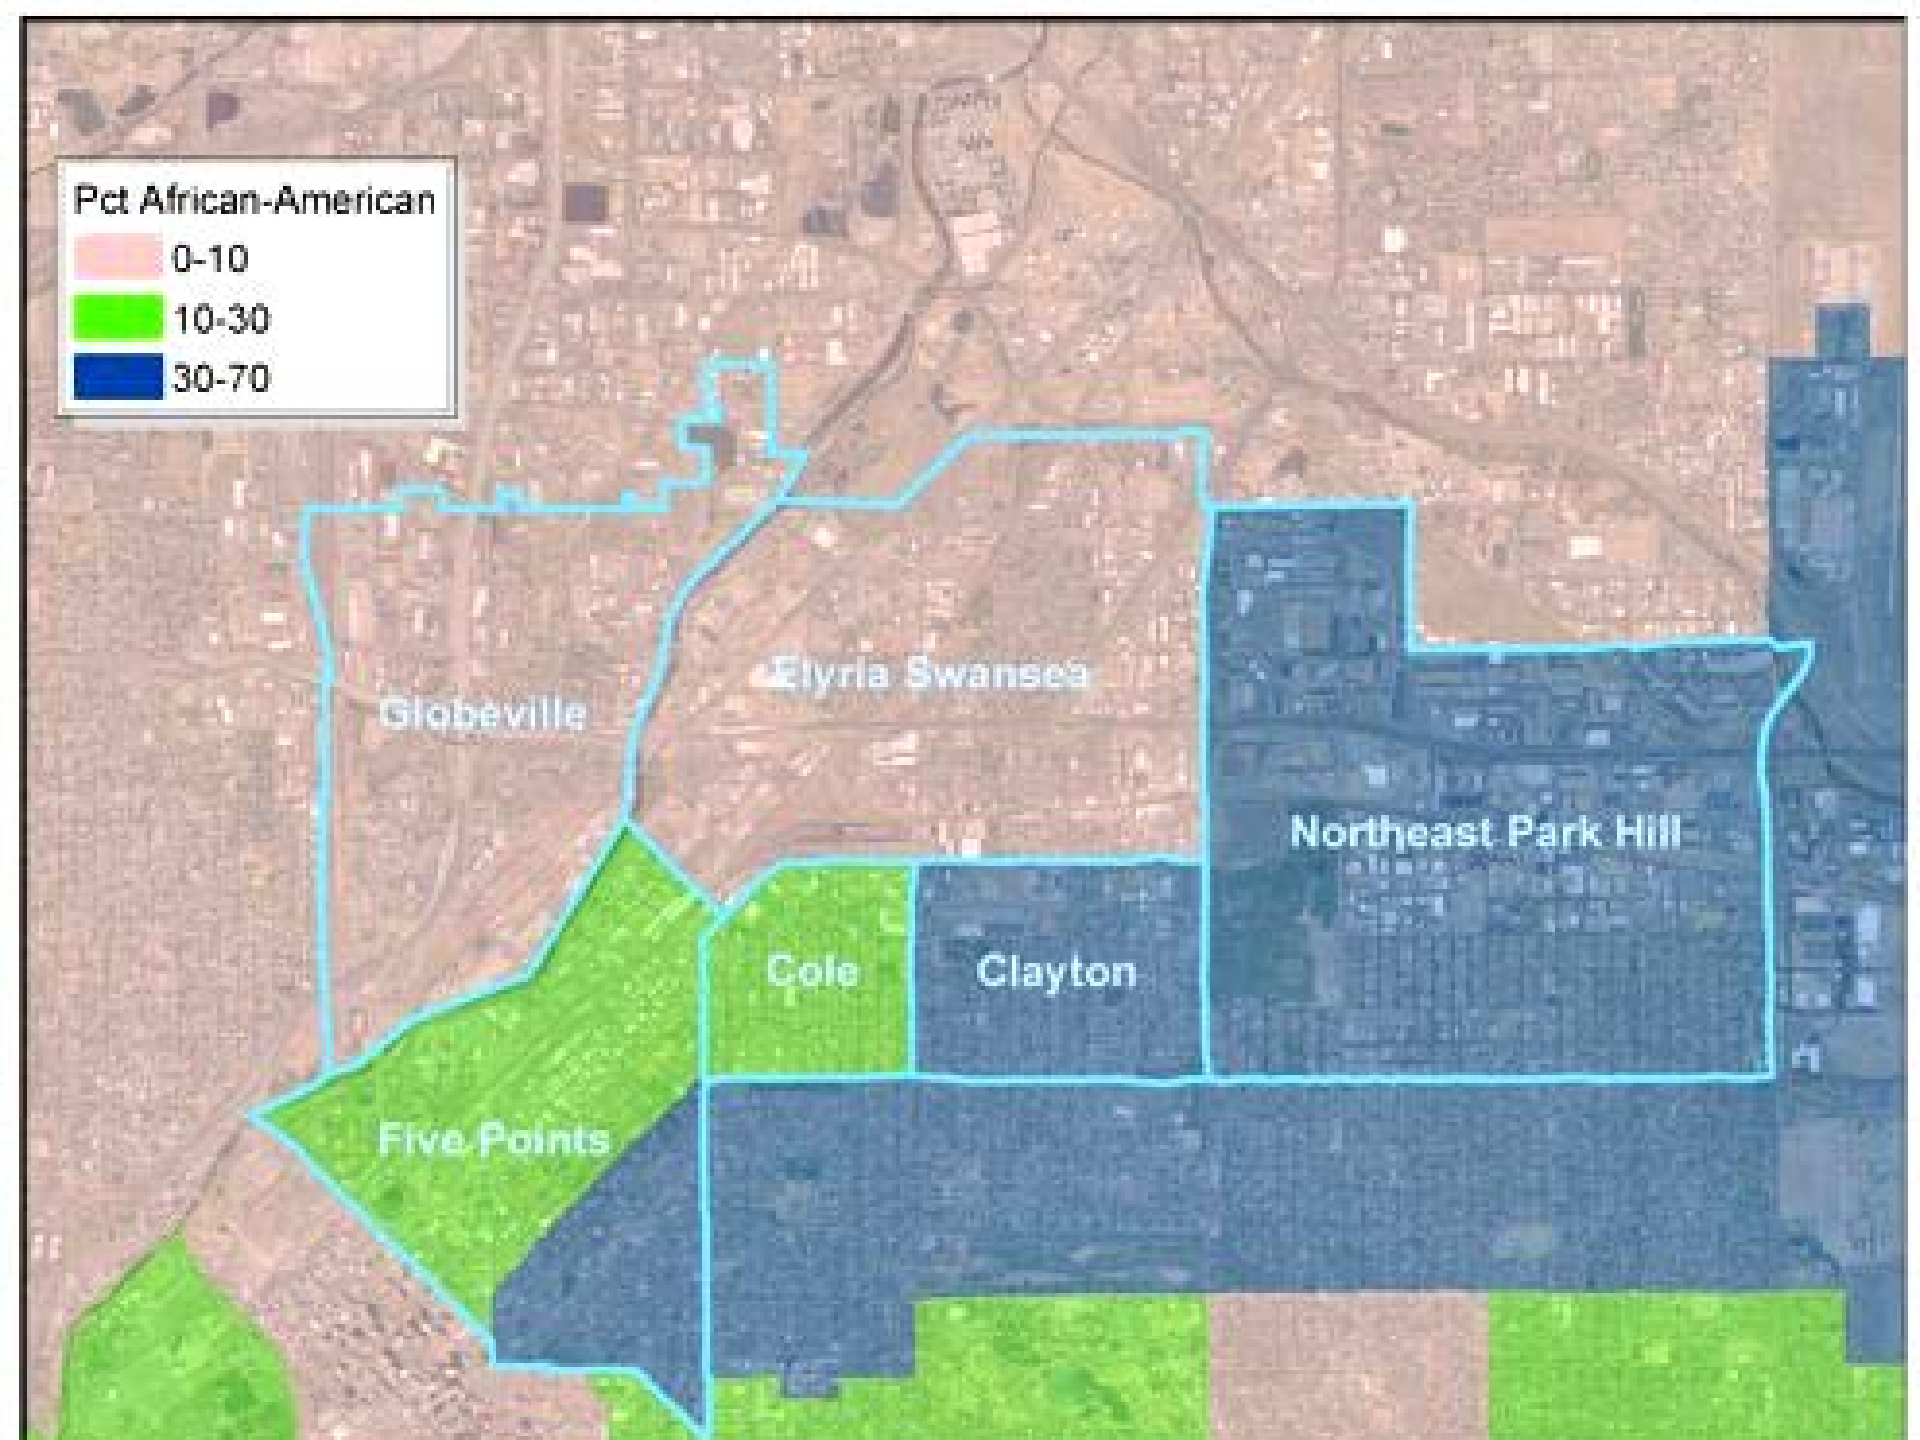 Pct African-American
0-10
10-30
30-70
Elyria Swansea
Globeville
Northeast Park Hill
Cole
Clayton
Five Points